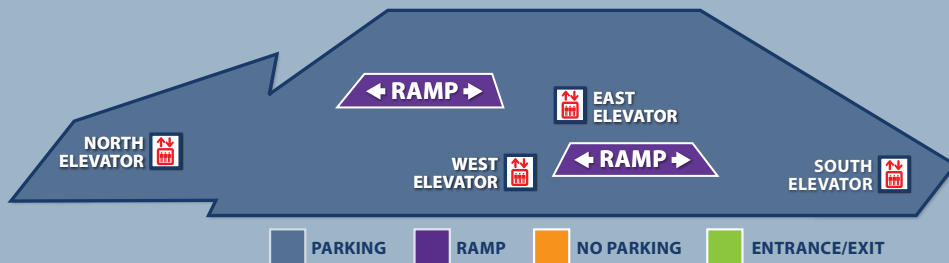 RAMP
EAST
ELEVATOR
NORTH
ELEVATOR
WEST
ELEVATOR
RAMP
SOUTH
ELEVATOR
PARKING
RAMP
NO PARKING
ENTRANCE/EXIT